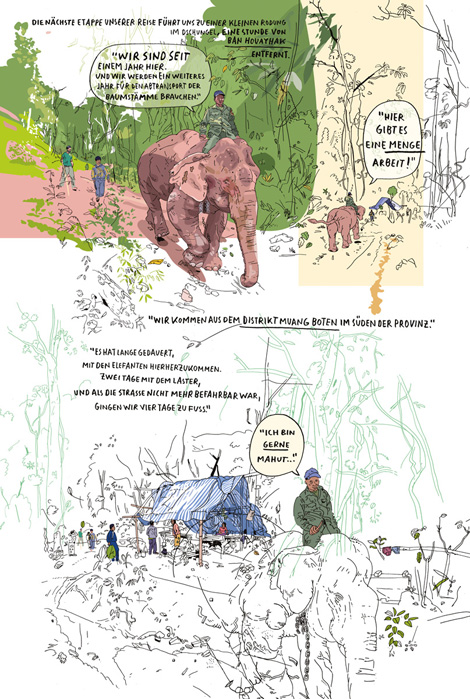 DIE NÄCHSTE ETAPPE UNSERER REISE FÜHRT UNS ZU EINER KLEINEN RODUNG
IM DSCHUNGEL, EINE STUNDE VON
BAN HOUAYHAK
ENTFERNT.
"WIR SIND SEIT
EINEM JAHR HIER.
UND WIR WERDEN EIN WEITERES
JAHR FÜR DEN ABTRANSPORT DER
BAUMSTÄMME BRAUCHEN."
"HIER
GIBT ES
EINE MENGE
ARBEIT!"
"WIR KOMMEN AUS DEM DISTRIKT MUANG BOTEN IM SÜDEN DER PROVINZ."
"ES HAT LANGE GEDAUERT,
MIT DEN ELEFANTEN HIERHERZUKOMMEN.
ZWEI TAGE MIT DEM LASTER,
UND ALS DIE STRASSE NICHT MEHR BEFAHRBAR WAR,
GINGEN WIR VIER TAGE ZU FUSS."
"ICH BIN
GERNE
MAHUT..."